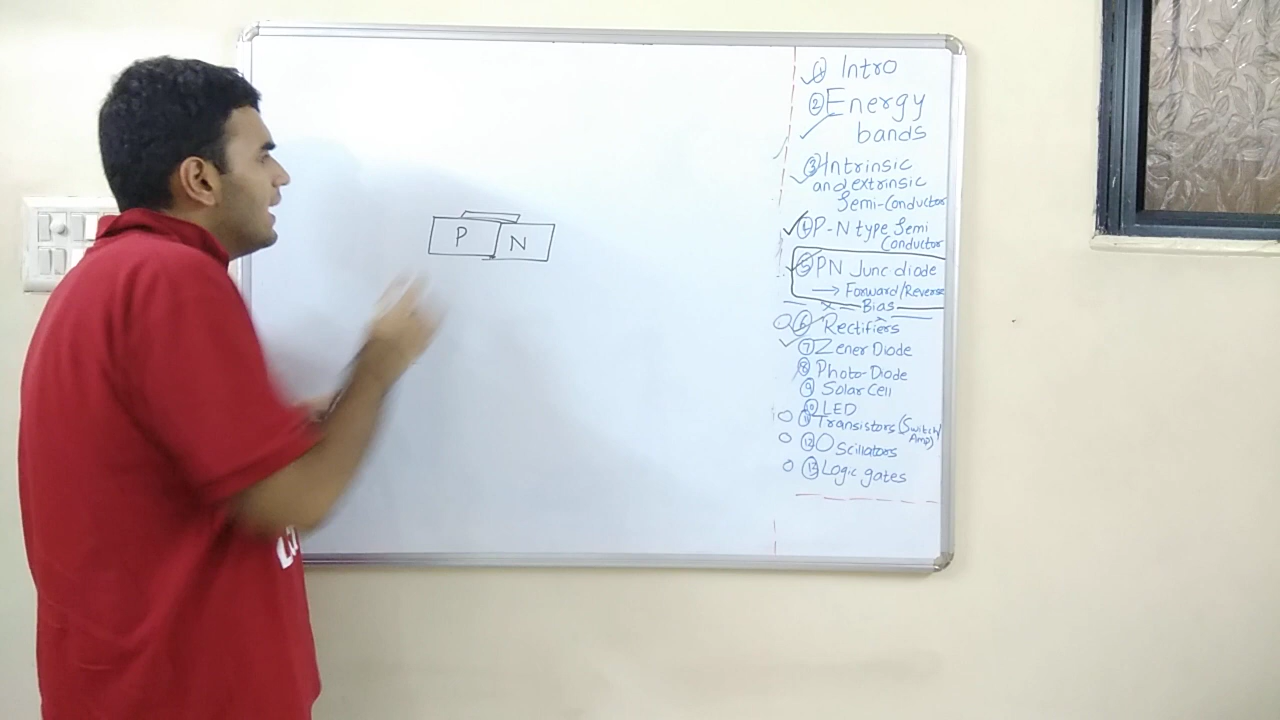 P N
① Intro
② Energy
bands
③ Intrinsic
and extrinsic
Semi-Conductor
④ P-N type Semi
Conductor
⑤ PN Junc diode
→ Forward/Reverse
Bias
⑥ Rectifiers
⑦ Zener Diode
⑧ Photo-Diode
⑨ Solar Cell
⑩ LED
⑪ Transistors (Switch/
Amp)
⑫ Oscillators
⑬ Logic gates